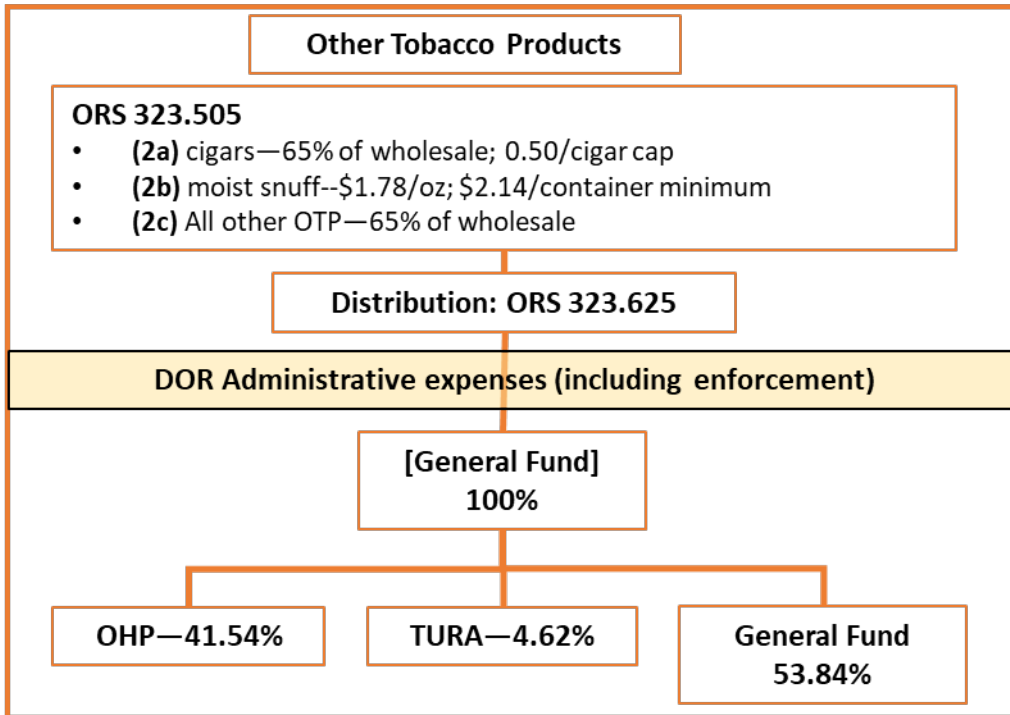 Other Tobacco Products
ORS 323.505
• (2a) cigars—65% of wholesale; 0.50/cigar cap
• (2b) moist snuff--$1.78/oz; $2.14/container minimum
• (2c) All other OTP—65% of wholesale
Distribution: ORS 323.625
DOR Administrative expenses (including enforcement)
[General Fund]
100%
OHP—41.54%
TURA—4.62%
General Fund
53.84%